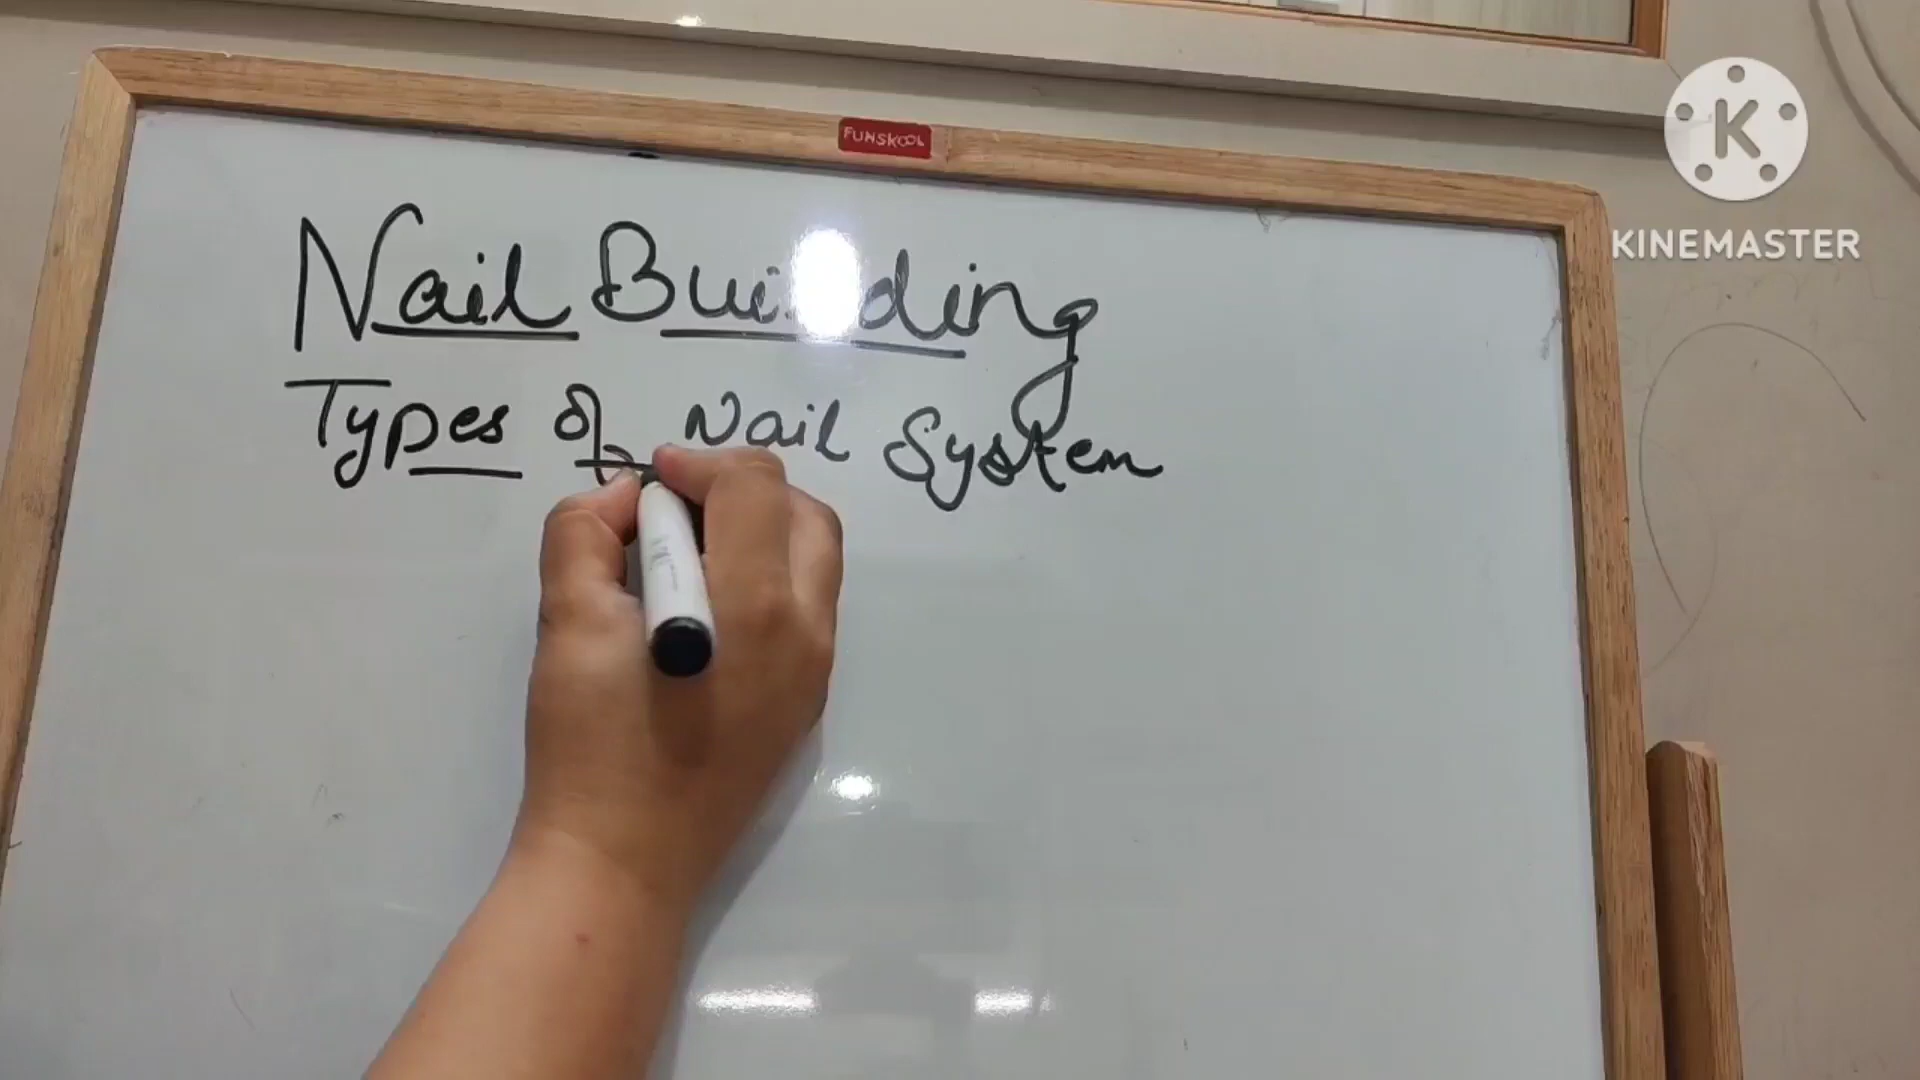 FUNSKOOL
K
KINEMASTER
Nail Building
Types of Nail System